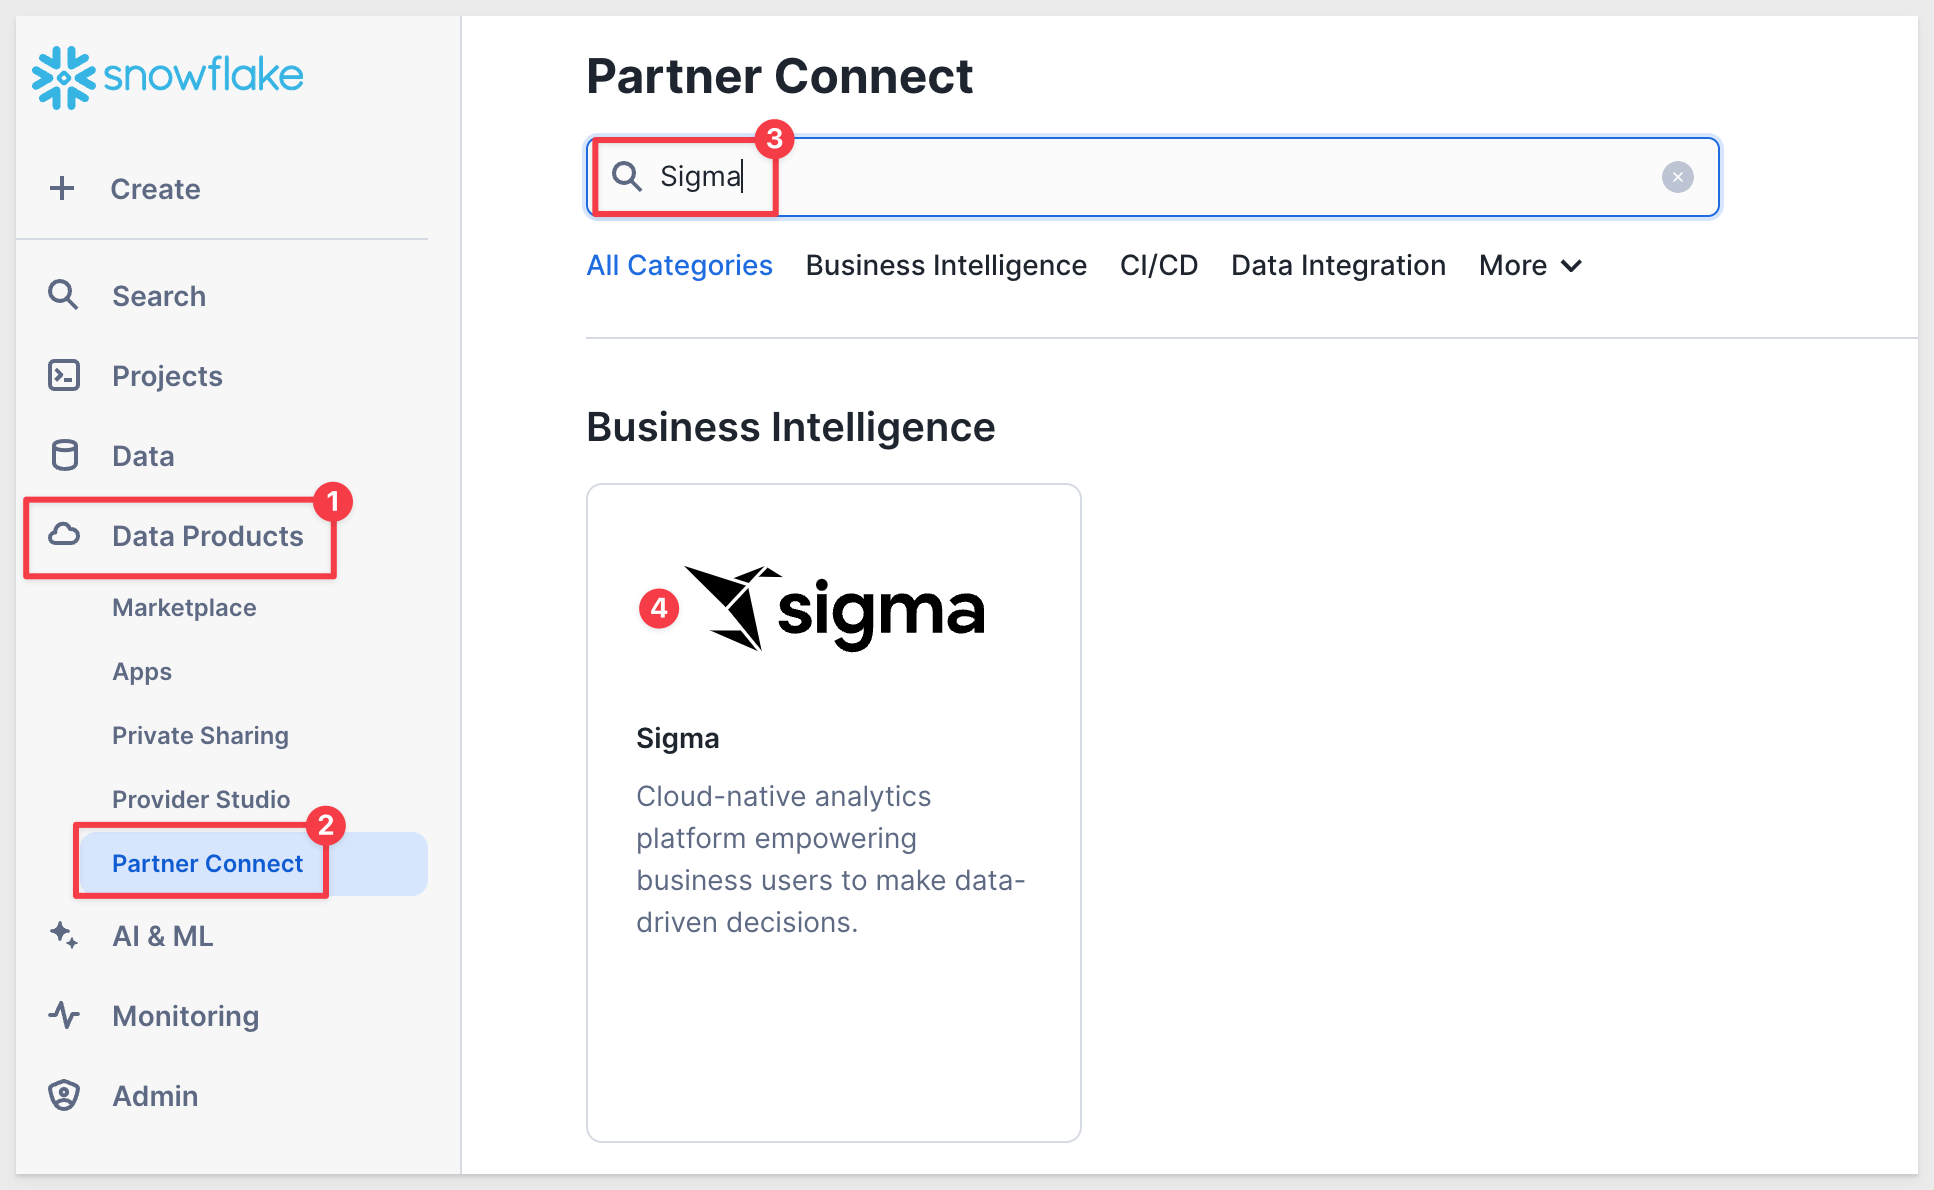 snowflake
Create
Search
Projects
Data
1
Data Products
Marketplace
Apps
Private Sharing
Provider Studio
2
Partner Connect
AI & ML
Monitoring
Admin
Partner Connect
3
Sigma
All Categories Business Intelligence CI/CD Data Integration More
Business Intelligence
4 sigma
Sigma
Cloud-native analytics
platform empowering
business users to make data-
driven decisions.